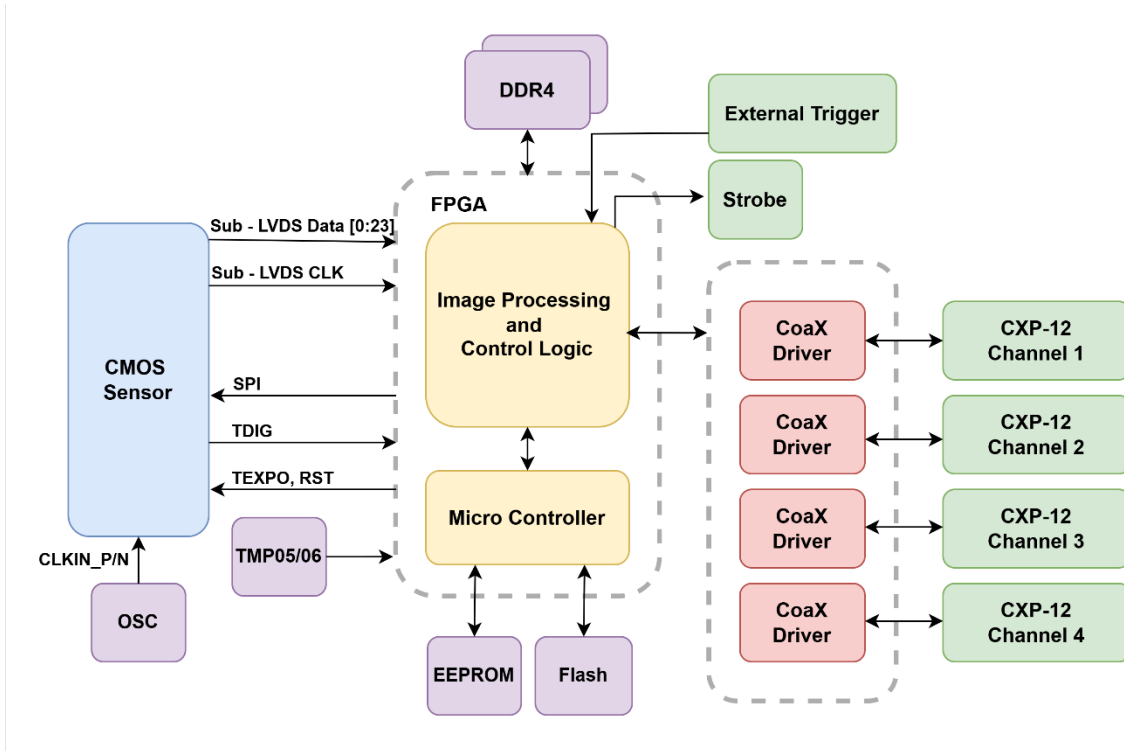 DDR4
External Trigger
Strobe
FPGA
Sub - LVDS Data [0:23]
Sub - LVDS CLK
CMOS
Sensor
SPI
TDIG
TEXPO, RST
CLKIN_P/N
OSC
TMP05/06
Image Processing
and
Control Logic
Micro Controller
EEPROM
Flash
CoaX
Driver
CXP-12
Channel 1
CoaX
Driver
CXP-12
Channel 2
CoaX
Driver
CXP-12
Channel 3
CoaX
Driver
CXP-12
Channel 4